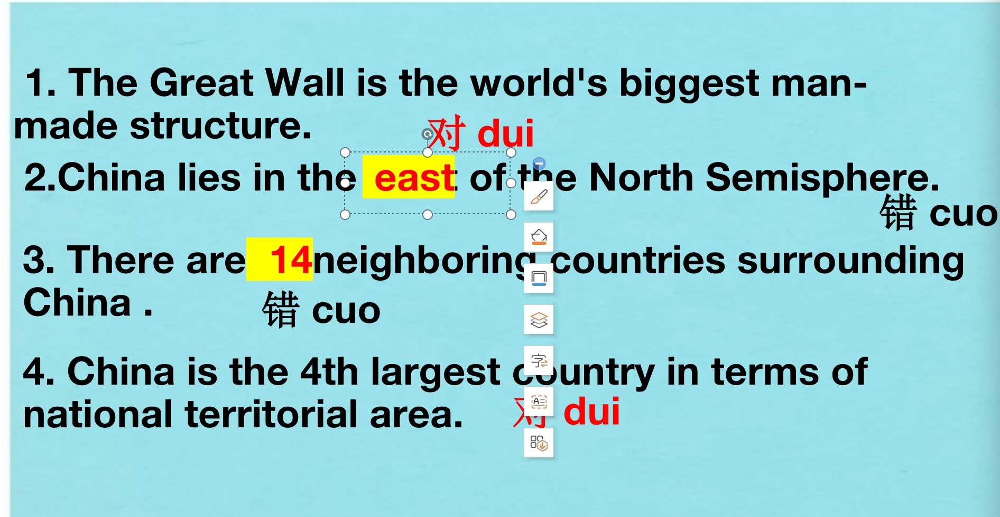 1. The Great Wall is the world's biggest man-
made structure.
对 dui
2.China lies in the east of the North Semisphere.
错 cuo
3. There are 14neighboring countries surrounding
China .
错 cuo
4. China is the 4th largest country in terms of
national territorial area.
对 dui